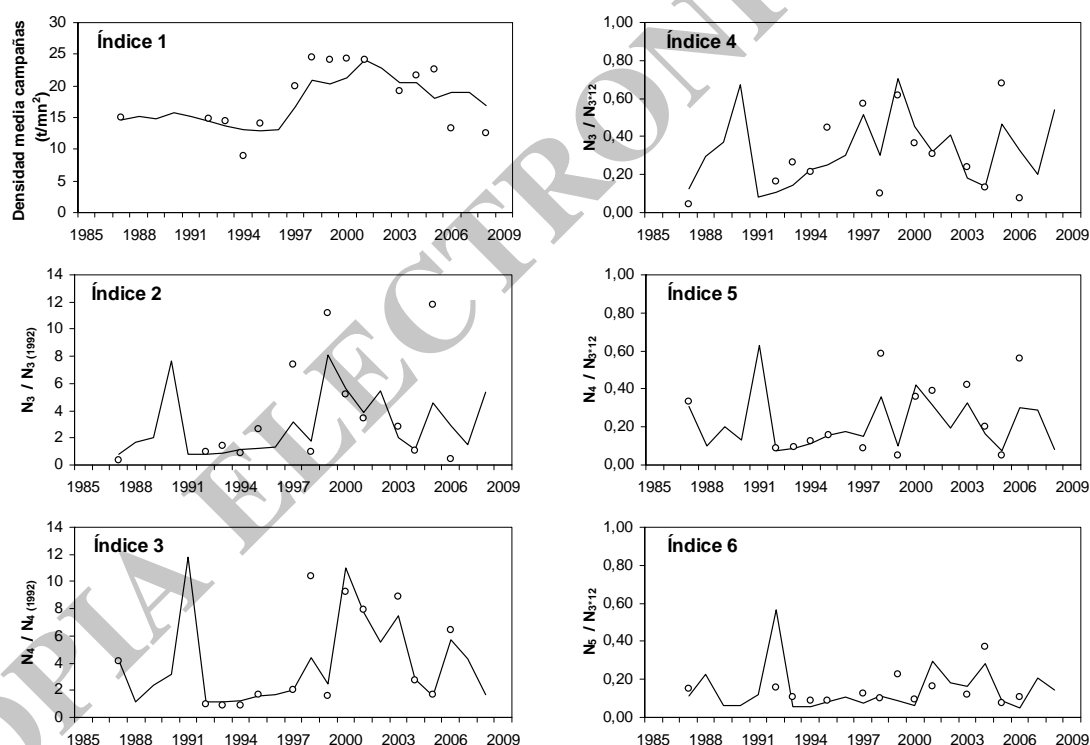 Índice 1
Densidad media campañas
(t/mn²)
30
25
20
15
10
5
0
1985 1988 1991 1994 1997 2000 2003 2006 2009
Índice 4
N₃ / N₃*₁₂
1,00
0,80
0,60
0,40
0,20
0,00
1985 1988 1991 1994 1997 2000 2003 2006 2009
Índice 2
N₃ / N₃ (1992)
14
12
10
8
6
4
2
0
1985 1988 1991 1994 1997 2000 2003 2006 2009
Índice 5
N₄ / N₃*₁₂
1,00
0,80
0,60
0,40
0,20
0,00
1985 1988 1991 1994 1997 2000 2003 2006 2009
Índice 3
N₄ / N₄ (1992)
14
12
10
8
6
4
2
0
1985 1988 1991 1994 1997 2000 2003 2006 2009
Índice 6
N₅ / N₃*₁₂
1,00
0,80
0,60
0,40
0,20
0,00
1985 1988 1991 1994 1997 2000 2003 2006 2009
OPIA ELECTRONI